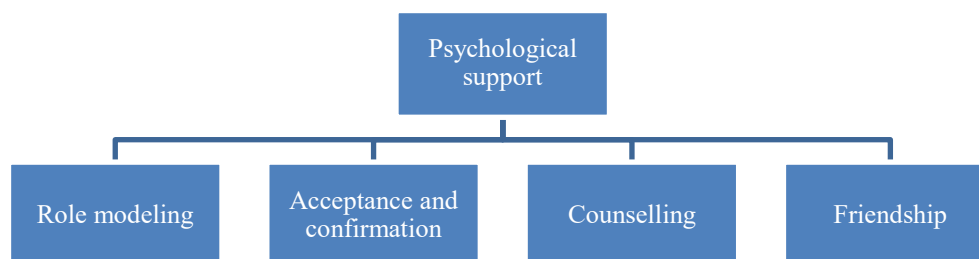 Psychological
support
Role modeling
Acceptance and
confirmation
Counselling
Friendship